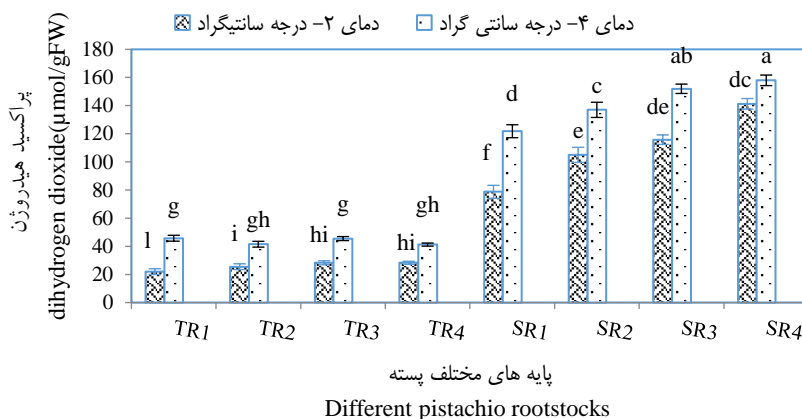 دمای ۲- درجه سانتیگراد دمای ۴- درجه سانتی گراد
پراکسید هیدروژن
dihydrogen dioxide(µmol/gFW)
180
160
140
120
100
80
60
40
20
0
l g i gh hi g hi gh f d e c de ab dc a
TR1 TR2 TR3 TR4 SR1 SR2 SR3 SR4
پایه های مختلف پسته
Different pistachio rootstocks